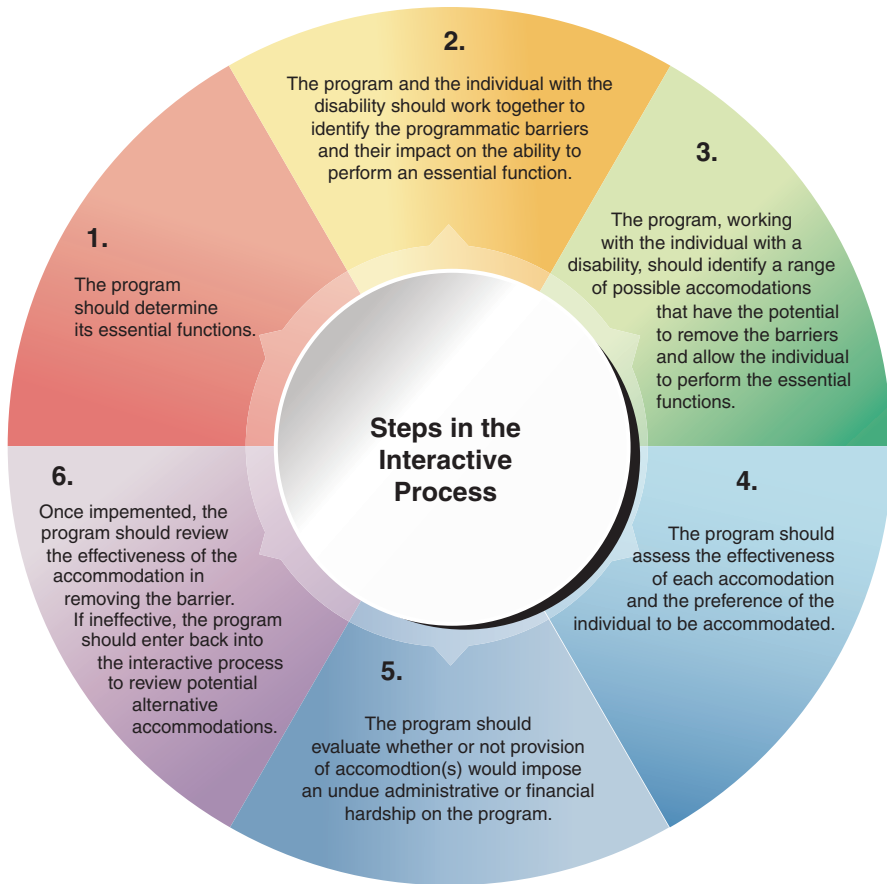 Steps in the
Interactive
Process
1.
The program
should determine
its essential functions.
2.
The program and the individual with the
disability should work together to
identify the programmatic barriers
and their impact on the ability to
perform an essential function.
3.
The program, working
with the individual with a
disability, should identify a range
of possible accomodations
that have the potential
to remove the barriers
and allow the individual
to perform the essential
functions.
4.
The program should
assess the effectiveness
of each accomodation
and the preference of the
individual to be accommodated.
5.
The program should
evaluate whether or not provision
of accomodtion(s) would impose
an undue administrative or financial
hardship on the program.
6.
Once impemented, the
program should review
the effectiveness of the
accommodation in
removing the barrier.
If ineffective, the program
should enter back into
the interactive process
to review potential
alternative
accommodations.